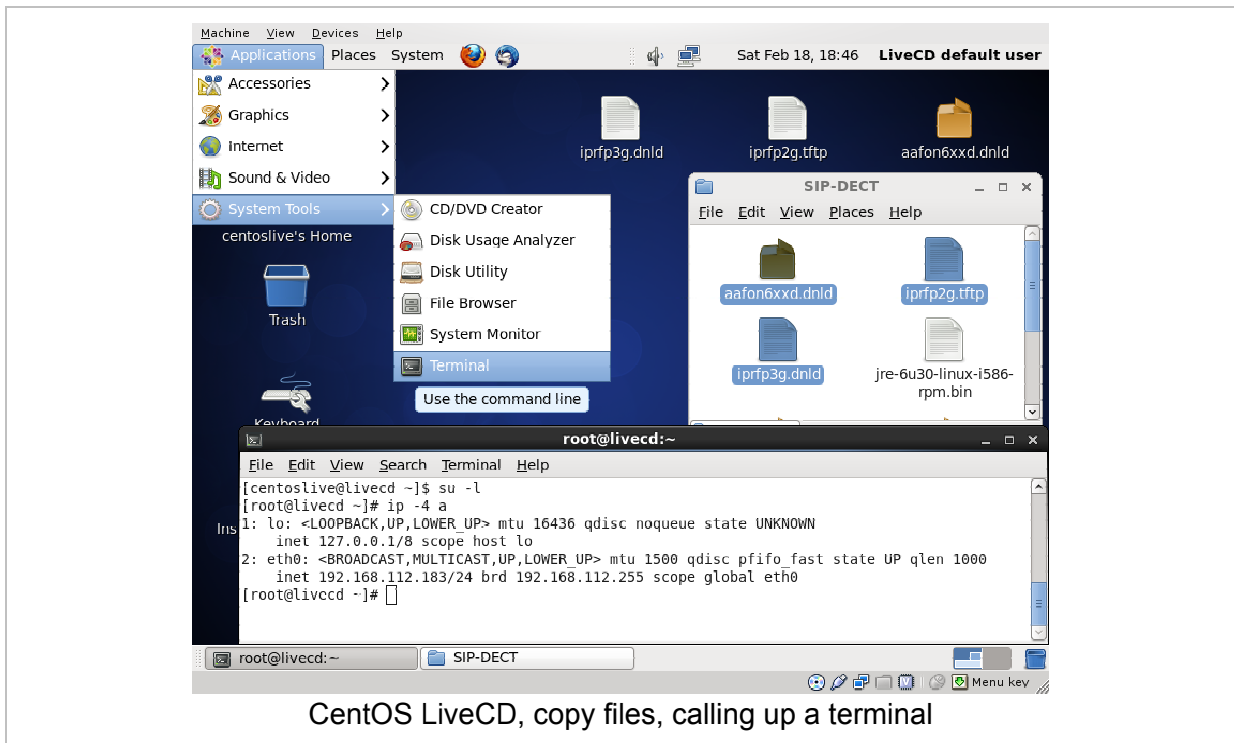 Machine View Devices Help
Applications Places System Sat Feb 18, 18:46 LiveCD default user
Accessories
Graphics
Internet
Sound & Video
System Tools
CD/DVD Creator
Disk Usage Analyzer
Disk Utility
File Browser
System Monitor
Terminal
Use the command line
centoslive's Home
Trash
Keyboard
Ins
iprfp3g.dnld
iprfp2g.tftp
aafon6xxd.dnld
SIP-DECT
File Edit View Places Help
aafon6xxd.dnld
iprfp2g.tftp
iprfp3g.dnld
jre-6u30-linux-i586-
rpm.bin
root@livecd:~
File Edit View Search Terminal Help
[centoslive@livecd ~]$ su -l
[root@livecd ~]# ip -4 a
1: lo: <LOOPBACK,UP,LOWER_UP> mtu 16436 qdisc noqueue state UNKNOWN
inet 127.0.0.1/8 scope host lo
2: eth0: <BROADCAST,MULTICAST,UP,LOWER_UP> mtu 1500 qdisc pfifo_fast state UP qlen 1000
inet 192.168.112.183/24 brd 192.168.112.255 scope global eth0
[root@livecd ~]#
root@livecd:~
SIP-DECT
Menu key
CentOS LiveCD, copy files, calling up a terminal